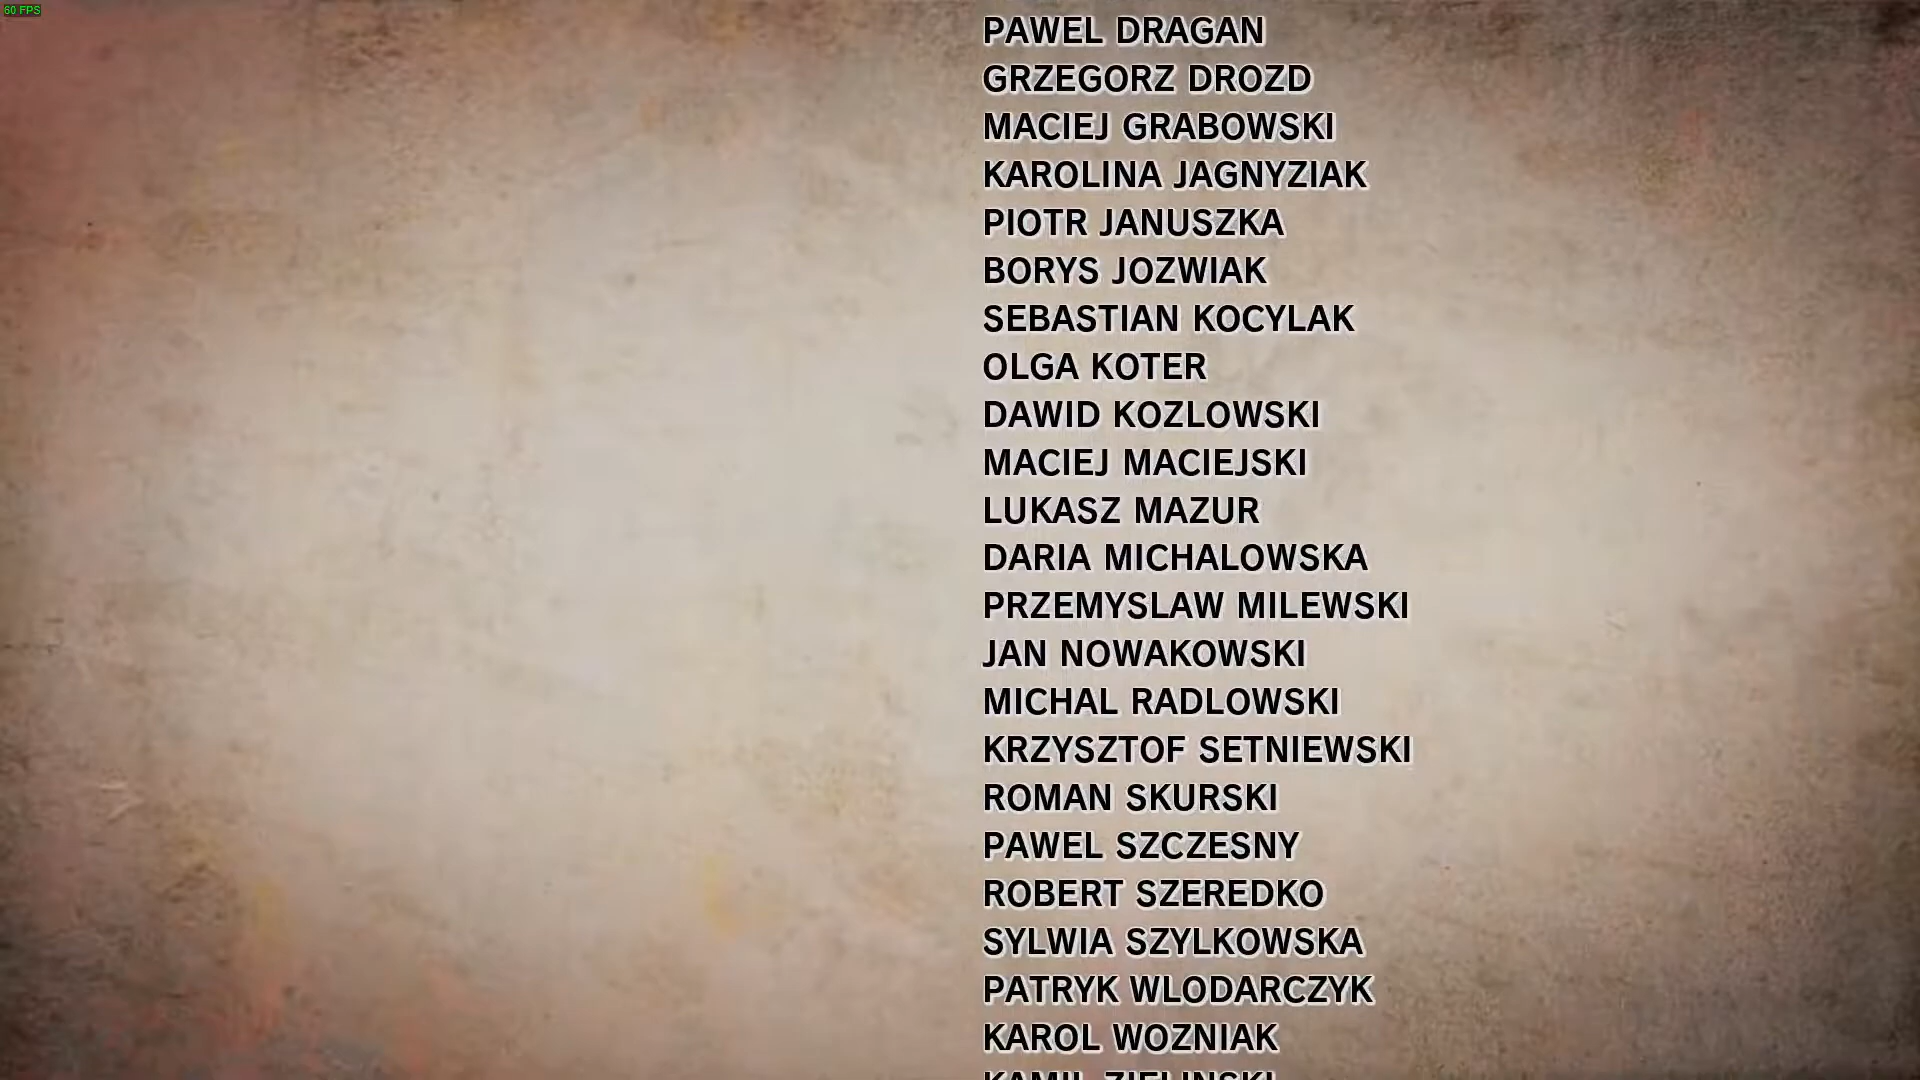 60 FPS
PAWEL DRAGAN
GRZEGORZ DROZD
MACIEJ GRABOWSKI
KAROLINA JAGNYZIAK
PIOTR JANUSZKA
BORYS JOZWIAK
SEBASTIAN KOCYLAK
OLGA KOTER
DAWID KOZLOWSKI
MACIEJ MACIEJSKI
LUKASZ MAZUR
DARIA MICHALOWSKA
PRZEMYSLAW MILEWSKI
JAN NOWAKOWSKI
MICHAL RADLOWSKI
KRZYSZTOF SETNIEWSKI
ROMAN SKURSKI
PAWEL SZCZESNY
ROBERT SZEREDKO
SYLWIA SZYLKOWSKA
PATRYK WLODARCZYK
KAROL WOZNIAK
KAMIL ZIELINSKI